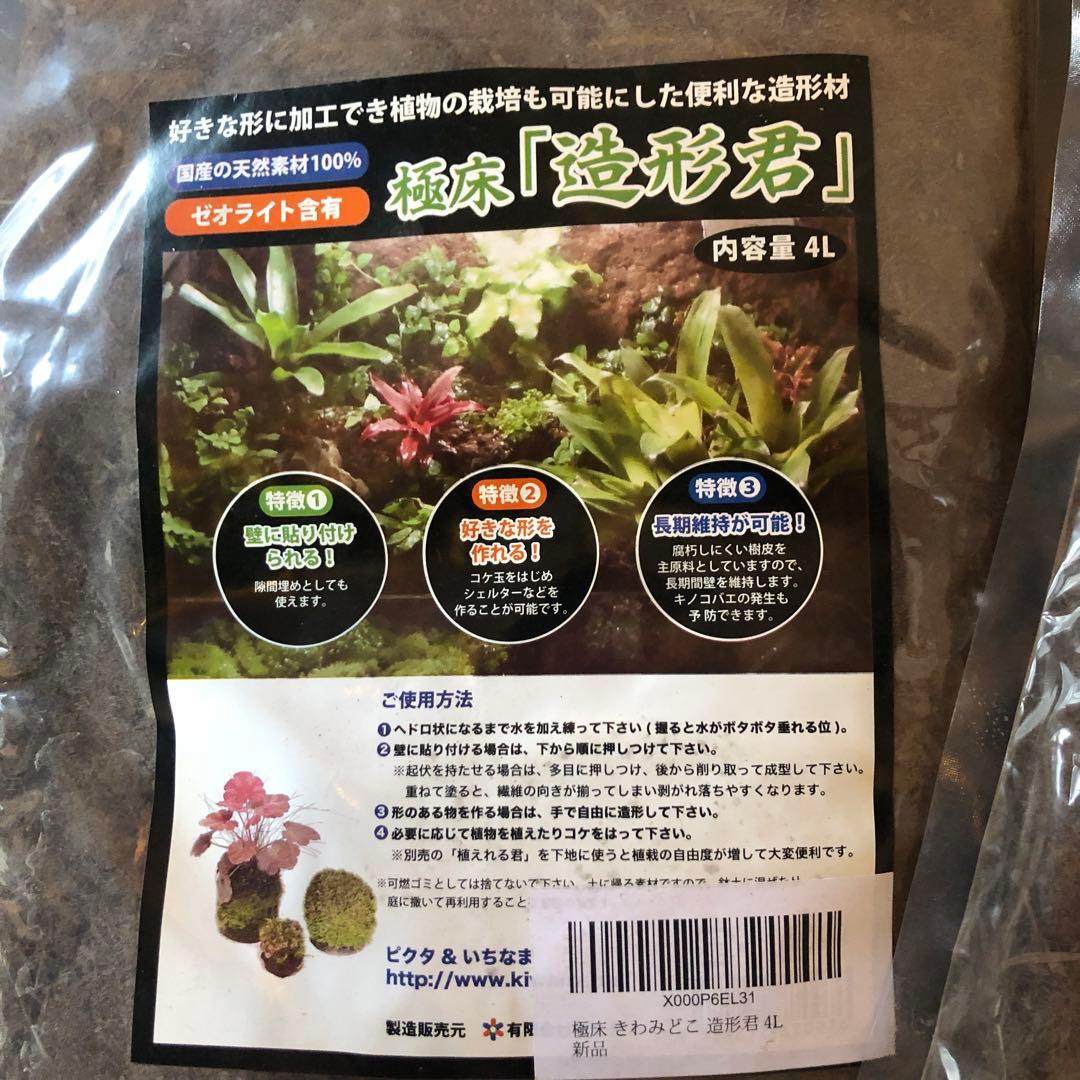 好きな形に加工でき植物の栽培も可能にした便利な造形材
国産の天然素材100%
ゼオライト含有
極床「造形君」
内容量 4L
特徴❶
壁に貼り付け
られる!
隙間埋めとしても
使えます。
特徴❷
好きな形を
作れる!
コケ玉をはじめ
シェルターなどを
作ることが可能です。
特徴❸
長期維持が可能!
腐朽しにくい樹皮を
主原料としていますので、
長期間壁を維持します。
キノコバエの発生も
予防できます。
ご使用方法
❶ヘドロ状になるまで水を加え練って下さい(握ると水がボタボタ垂れる位)。
❷壁に貼り付ける場合は、下から順に押しつけて下さい。
※起伏を持たせる場合は、多目に押しつけ、後から削り取って成型して下さい。
重ねて塗ると、繊維の向きが揃ってしまい剥がれ落ちやすくなります。
❸形のある物を作る場合は、手で自由に造形して下さい。
❹必要に応じて植物を植えたりコケをはって下さい。
※別売の「植えれる君」を下地に使うと植栽の自由度が増して大変便利です。
※可燃ゴミとしては捨てないで下さい。土に帰る素材ですので、鉢土に混ぜたり
庭に撒いて再利用すること
ピクタ & いちなま
http://www.ki
製造販売元 有限
X000P6EL31
極床 きわみどこ 造形君 4L
新品